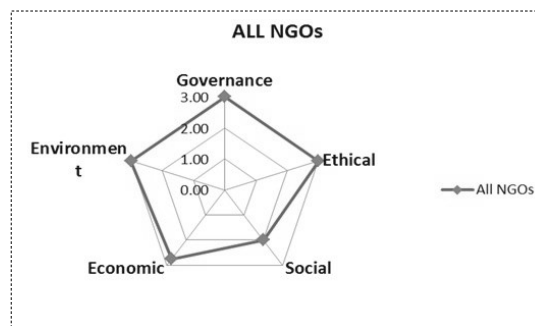 ALL NGOs
Governance
3.00
2.00
1.00
0.00
Environmen
t
Ethical
All NGOs
Economic
Social